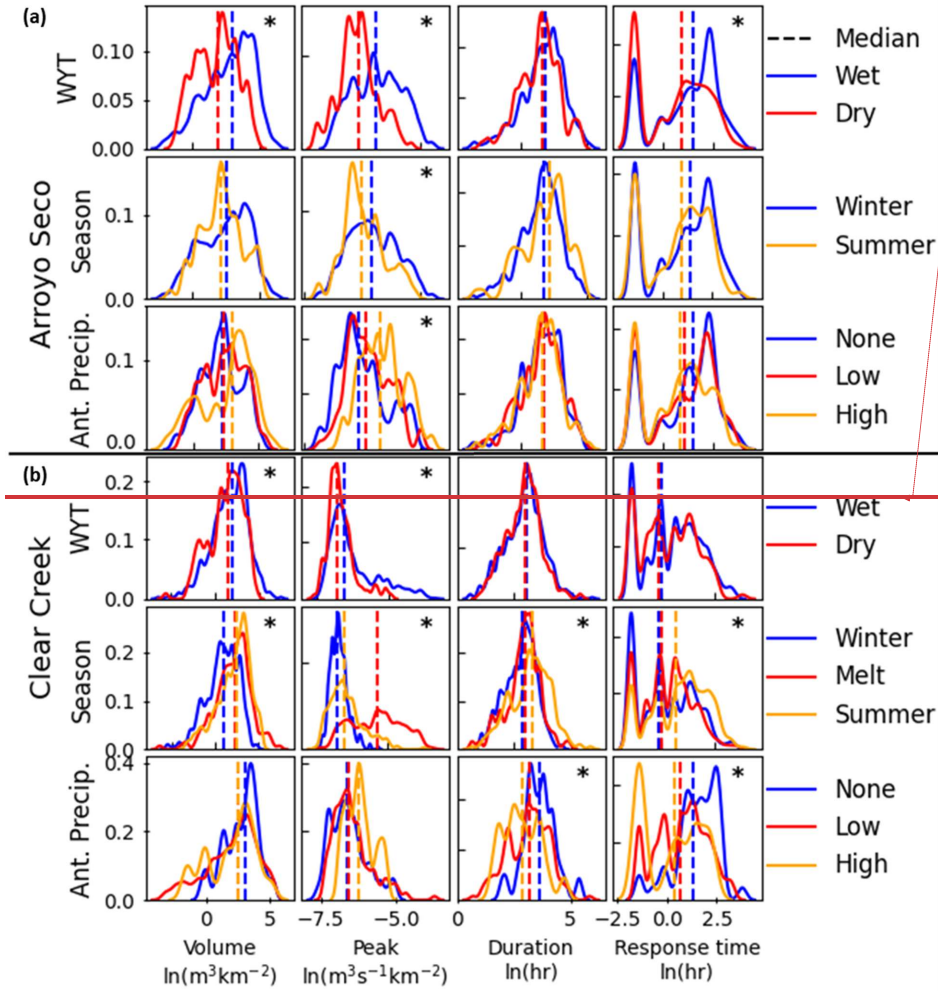 (a)
Arroyo Seco
WYT
0.10
0.05
0.00
*
*
*
Median
Wet
Dry
Season
0.1
0.0
*
Winter
Summer
Ant. Precip.
0.1
0.0
*
None
Low
High
(b)
Clear Creek
WYT
0.2
0.1
0.0
*
*
Wet
Dry
Season
0.2
0.1
0.0
*
*
*
*
Winter
Melt
Summer
Ant. Precip.
0.4
0.2
0.0
*
*
None
Low
High
0 5 −7.5 −5.0 0 5 −2.5 0.0 2.5
Volume Peak Duration Response time
ln(m³km⁻²) ln(m³s⁻¹km⁻²) ln(hr) ln(hr)